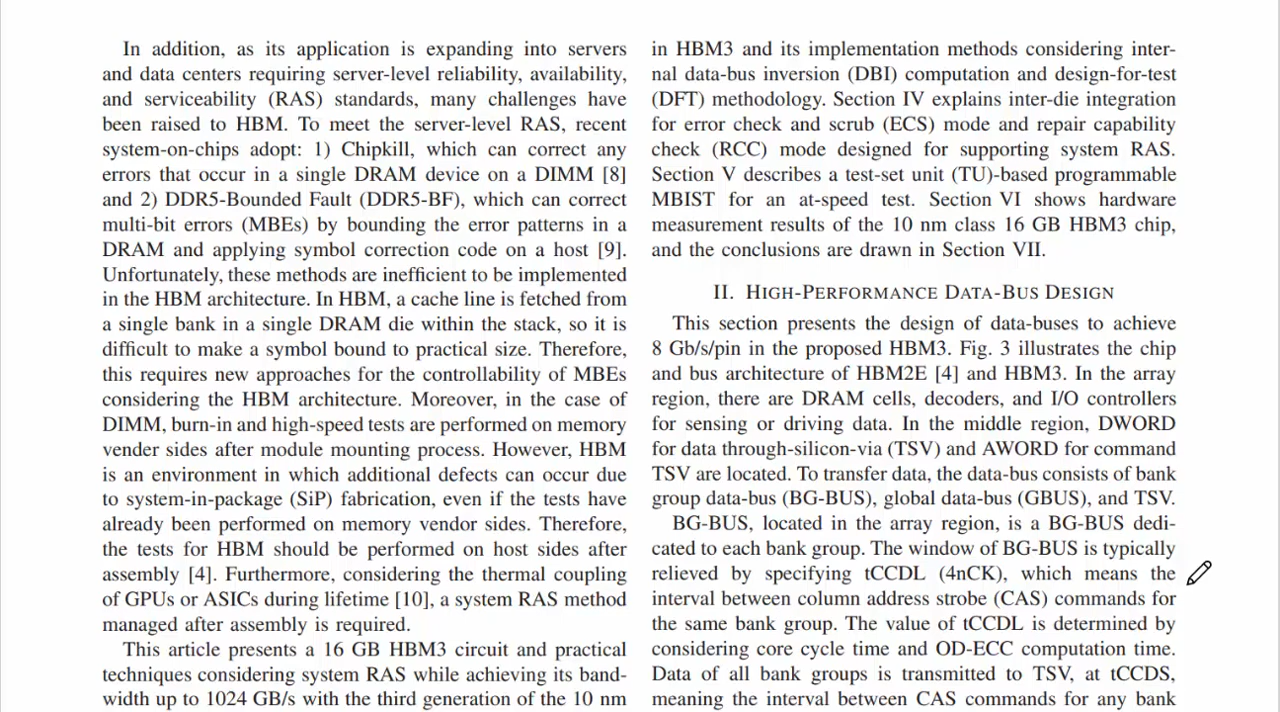 In addition, as its application is expanding into servers
and data centers requiring server-level reliability, availability,
and serviceability (RAS) standards, many challenges have
been raised to HBM. To meet the server-level RAS, recent
system-on-chips adopt: 1) Chipkill, which can correct any
errors that occur in a single DRAM device on a DIMM [8]
and 2) DDR5-Bounded Fault (DDR5-BF), which can correct
multi-bit errors (MBEs) by bounding the error patterns in a
DRAM and applying symbol correction code on a host [9].
Unfortunately, these methods are inefficient to be implemented
in the HBM architecture. In HBM, a cache line is fetched from
a single bank in a single DRAM die within the stack, so it is
difficult to make a symbol bound to practical size. Therefore,
this requires new approaches for the controllability of MBEs
considering the HBM architecture. Moreover, in the case of
DIMM, burn-in and high-speed tests are performed on memory
vender sides after module mounting process. However, HBM
is an environment in which additional defects can occur due
to system-in-package (SiP) fabrication, even if the tests have
already been performed on memory vendor sides. Therefore,
the tests for HBM should be performed on host sides after
assembly [4]. Furthermore, considering the thermal coupling
of GPUs or ASICs during lifetime [10], a system RAS method
managed after assembly is required.
This article presents a 16 GB HBM3 circuit and practical
techniques considering system RAS while achieving its band-
width up to 1024 GB/s with the third generation of the 10 nm
in HBM3 and its implementation methods considering inter-
nal data-bus inversion (DBI) computation and design-for-test
(DFT) methodology. Section IV explains inter-die integration
for error check and scrub (ECS) mode and repair capability
check (RCC) mode designed for supporting system RAS.
Section V describes a test-set unit (TU)-based programmable
MBIST for an at-speed test. Section VI shows hardware
measurement results of the 10 nm class 16 GB HBM3 chip,
and the conclusions are drawn in Section VII.
II. HIGH-PERFORMANCE DATA-BUS DESIGN
This section presents the design of data-buses to achieve
8 Gb/s/pin in the proposed HBM3. Fig. 3 illustrates the chip
and bus architecture of HBM2E [4] and HBM3. In the array
region, there are DRAM cells, decoders, and I/O controllers
for sensing or driving data. In the middle region, DWORD
for data through-silicon-via (TSV) and AWORD for command
TSV are located. To transfer data, the data-bus consists of bank
group data-bus (BG-BUS), global data-bus (GBUS), and TSV.
BG-BUS, located in the array region, is a BG-BUS dedi-
cated to each bank group. The window of BG-BUS is typically
relieved by specifying tCCDL (4nCK), which means the
interval between column address strobe (CAS) commands for
the same bank group. The value of tCCDL is determined by
considering core cycle time and OD-ECC computation time.
Data of all bank groups is transmitted to TSV, at tCCDS,
meaning the interval between CAS commands for any bank